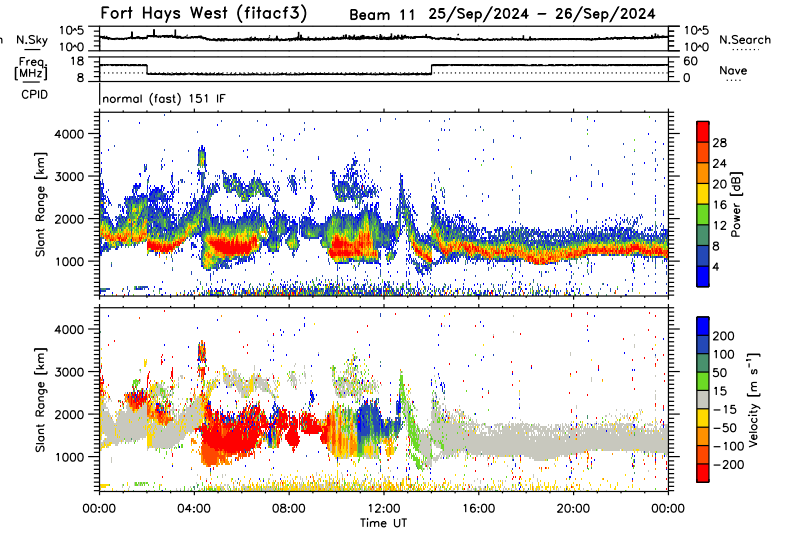 Fort Hays West (fitacf3) Beam 11 25/Sep/2024 - 26/Sep/2024
n N.Sky 10^5 10^5 N.Search
10^0 10^0
Freq. 18 60 Nave
[MHz] 8 0
CPID normal (fast) 151 IF
Slant Range [km]
4000
3000
2000
1000
28
24
20
16
12
8
4
Power [dB]
Slant Range [km]
4000
3000
2000
1000
200
100
50
15
-15
-50
-100
-200
Velocity [m s⁻¹]
00:00 04:00 08:00 12:00 16:00 20:00 00:00
Time UT